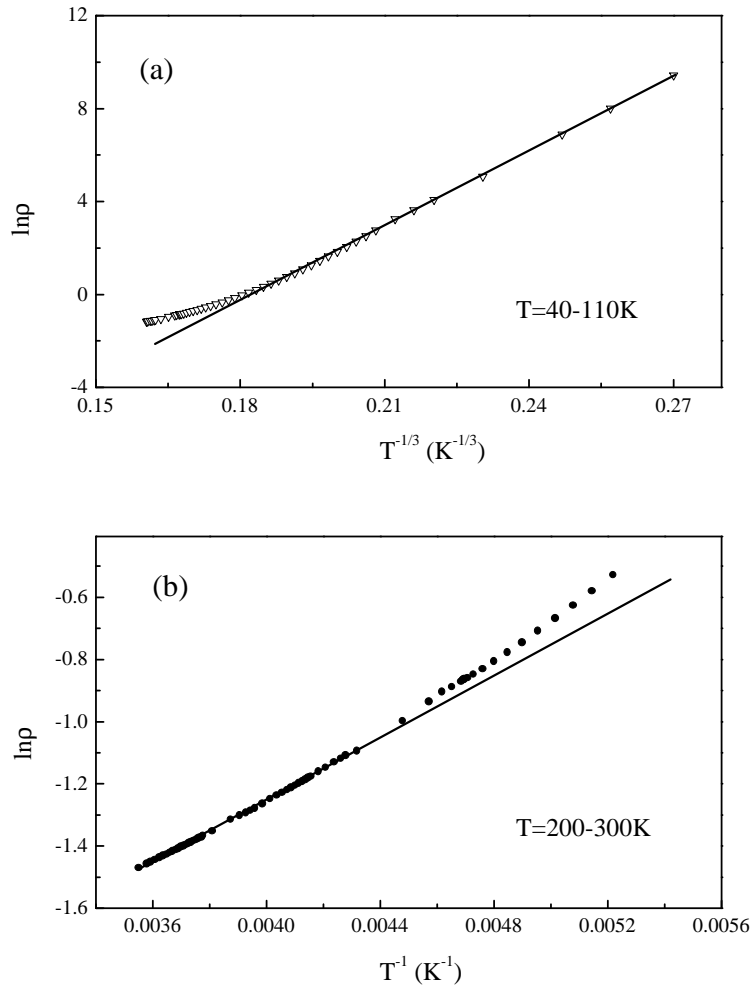 12
(a)
8
lnρ
4
0
T=40-110K
-4
0.15 0.18 0.21 0.24 0.27
T^-1/3 (K^-1/3)
(b)
-0.6
-0.8
lnρ
-1.0
-1.2
T=200-300K
-1.4
-1.6
0.0036 0.0040 0.0044 0.0048 0.0052 0.0056
T^-1 (K^-1)